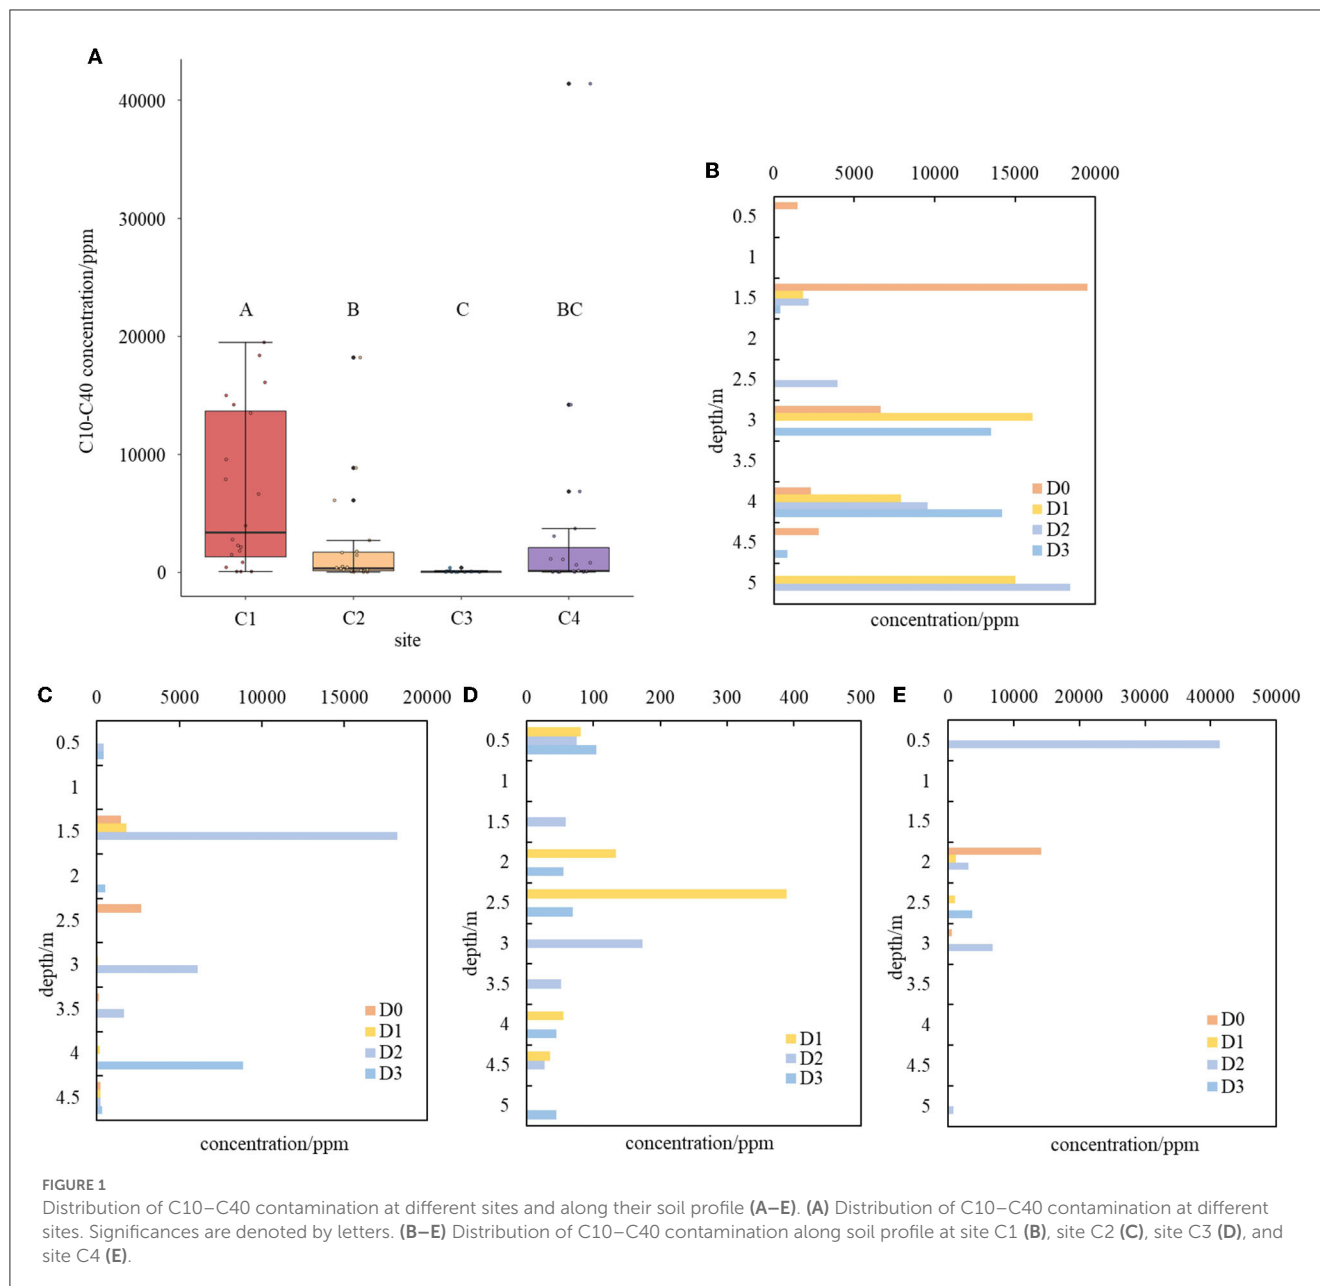 A
C10-C40 concentration/ppm
40000
30000
20000
10000
0
A
B
C
BC
C1
C2
C3
C4
site
B
0
5000
10000
15000
20000
depth/m
0.5
1
1.5
2
2.5
3
3.5
4
4.5
5
D0
D1
D2
D3
concentration/ppm
C
0
5000
10000
15000
20000
depth/m
0.5
1
1.5
2
2.5
3
3.5
4
4.5
D0
D1
D2
D3
concentration/ppm
D
0
100
200
300
400
500
depth/m
0.5
1
1.5
2
2.5
3
3.5
4
4.5
5
D1
D2
D3
concentration/ppm
E
0
10000
20000
30000
40000
50000
depth/m
0.5
1
1.5
2
2.5
3
3.5
4
4.5
5
D0
D1
D2
D3
concentration/ppm
FIGURE 1
Distribution of C10–C40 contamination at different sites and along their soil profile (A–E). (A) Distribution of C10–C40 contamination at different
sites. Significances are denoted by letters. (B–E) Distribution of C10–C40 contamination along soil profile at site C1 (B), site C2 (C), site C3 (D), and
site C4 (E).